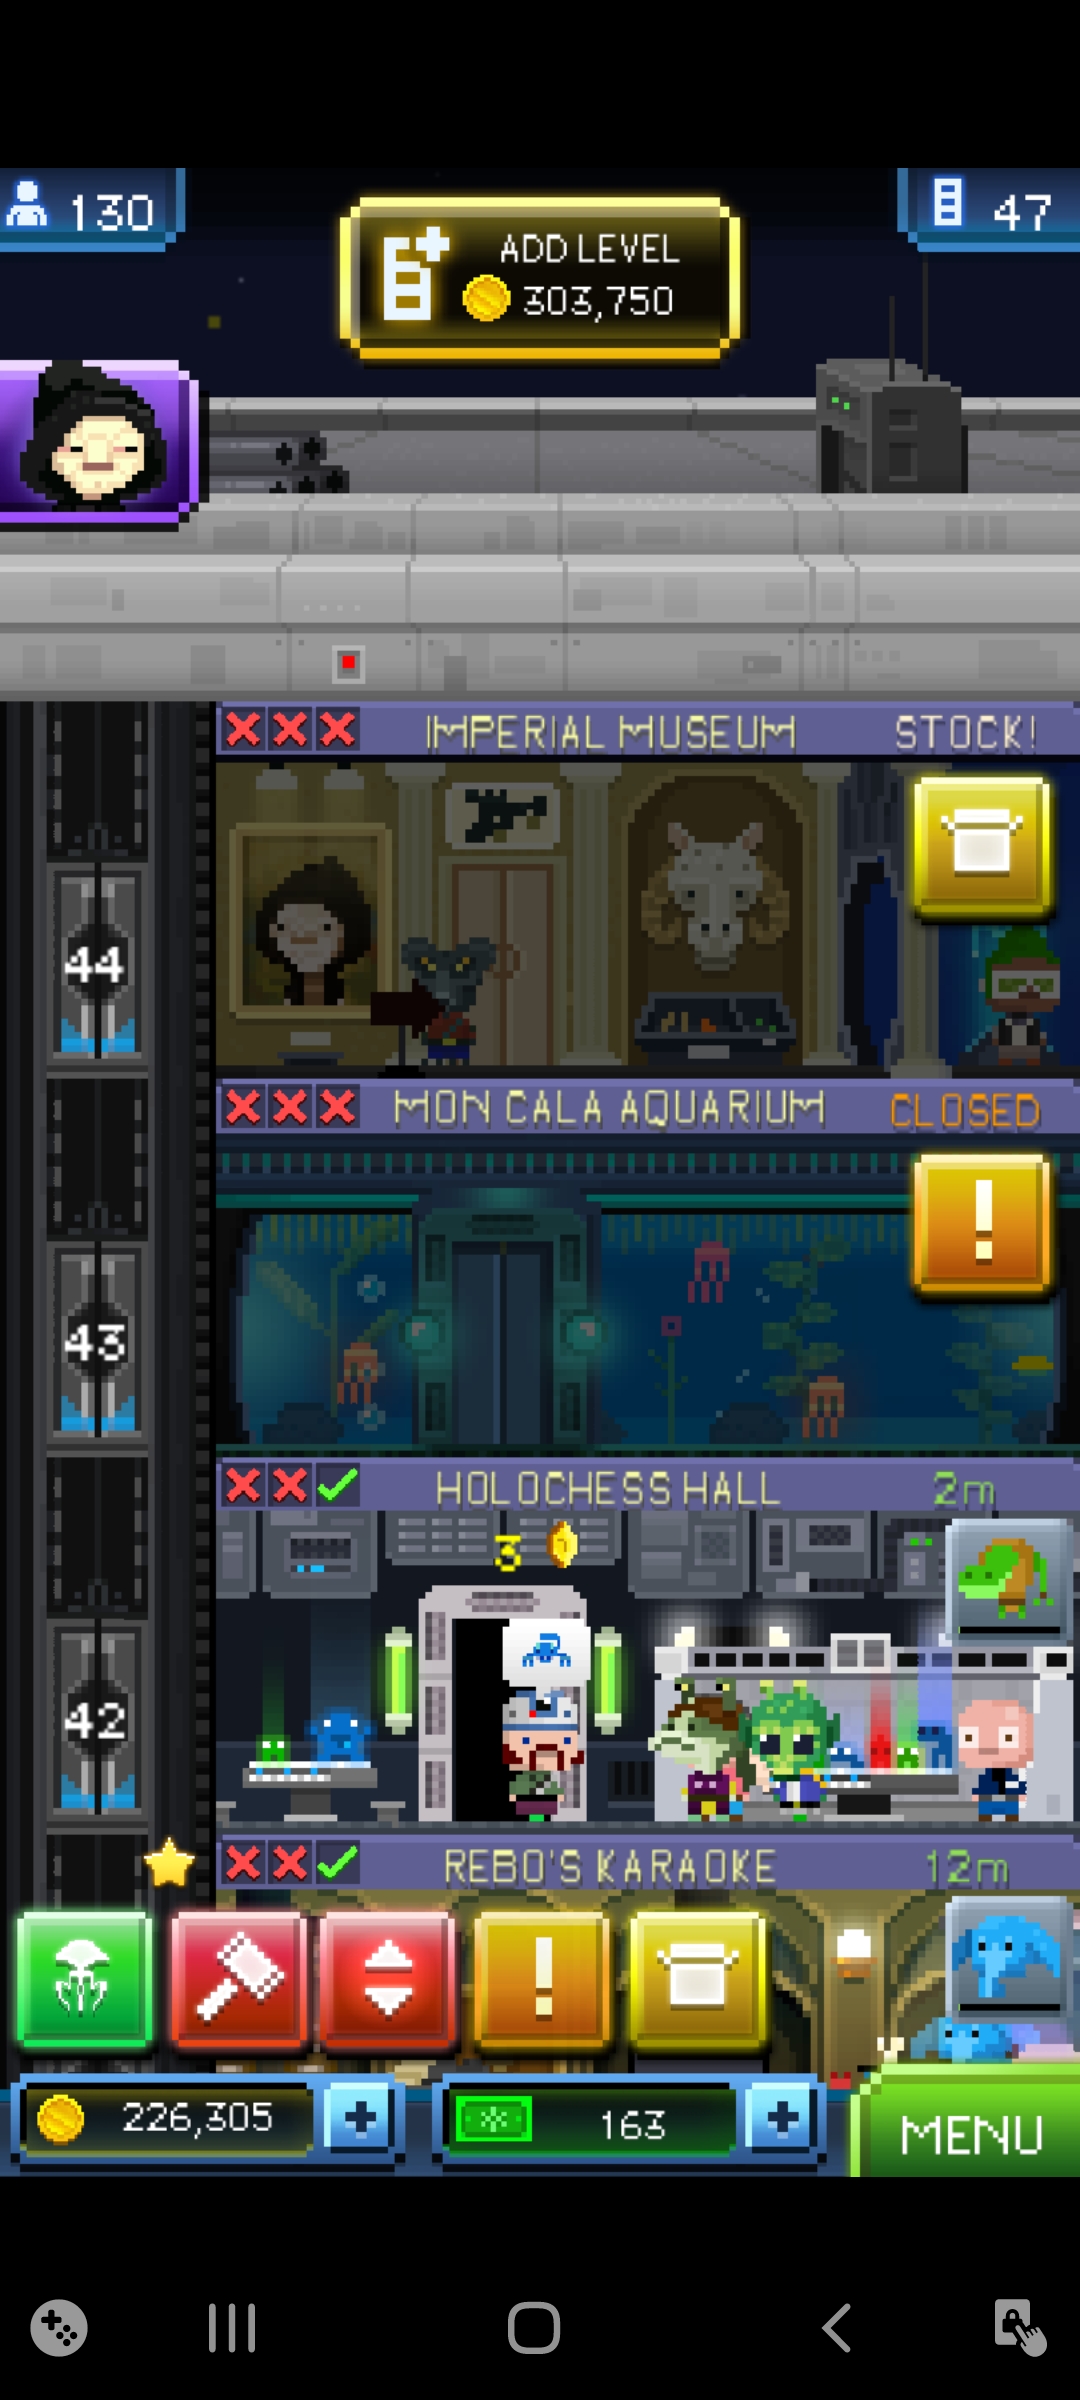 130
ADD LEVEL
303,750
47
IMPERIAL MUSEUM STOCK!
44
MON CALA AQUARIUM CLOSED
!
43
HOLOCHESS HALL 2m
3
42
REBO'S KARAOKE 12m
!
226,305
163
MENU